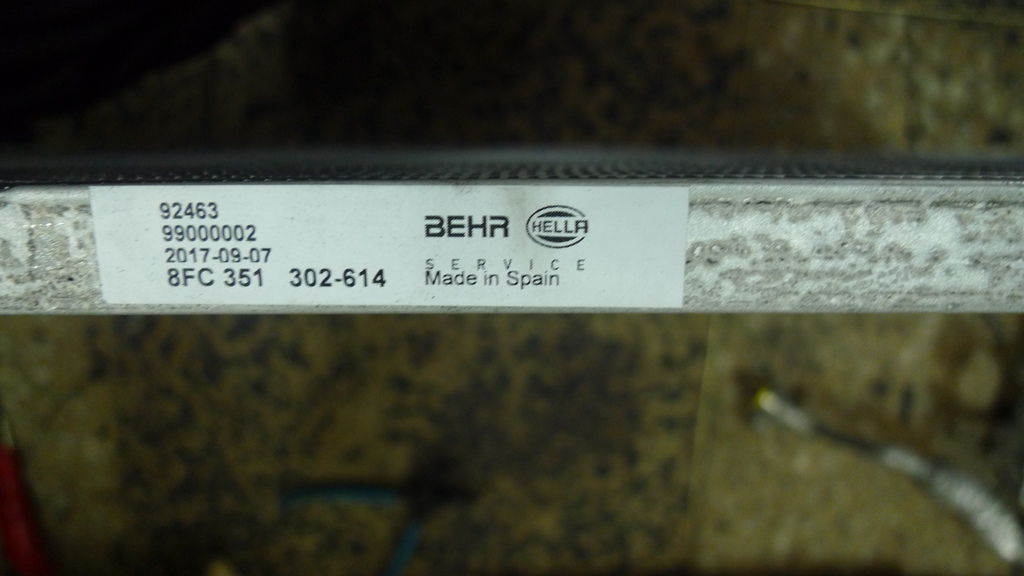 92463
99000002
2017-09-07
8FC 351 302-614
BEHR HELLA
SERVICE
Made in Spain